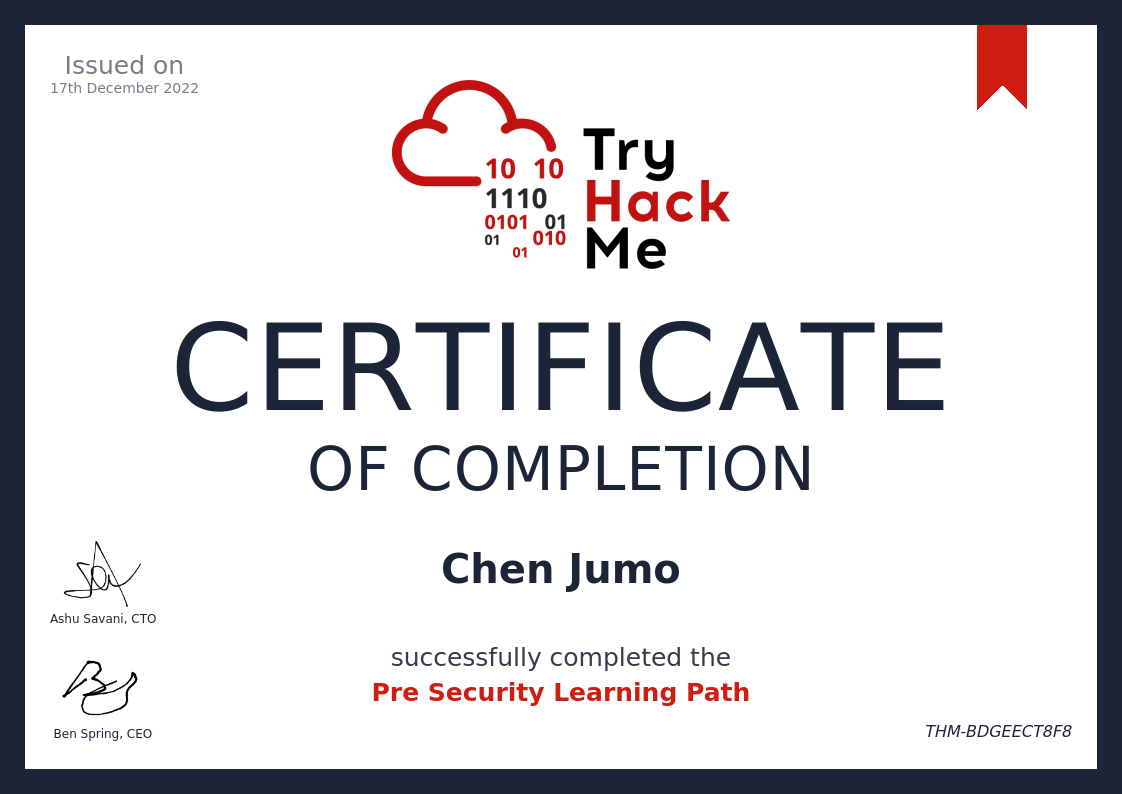 Issued on
17th December 2022
10 10
1110
0101 01
01 010
01
Try
Hack
Me
CERTIFICATE
OF COMPLETION
Chen Jumo
Ashu Savani, CTO
successfully completed the
Pre Security Learning Path
Ben Spring, CEO
THM-BDGEECT8F8